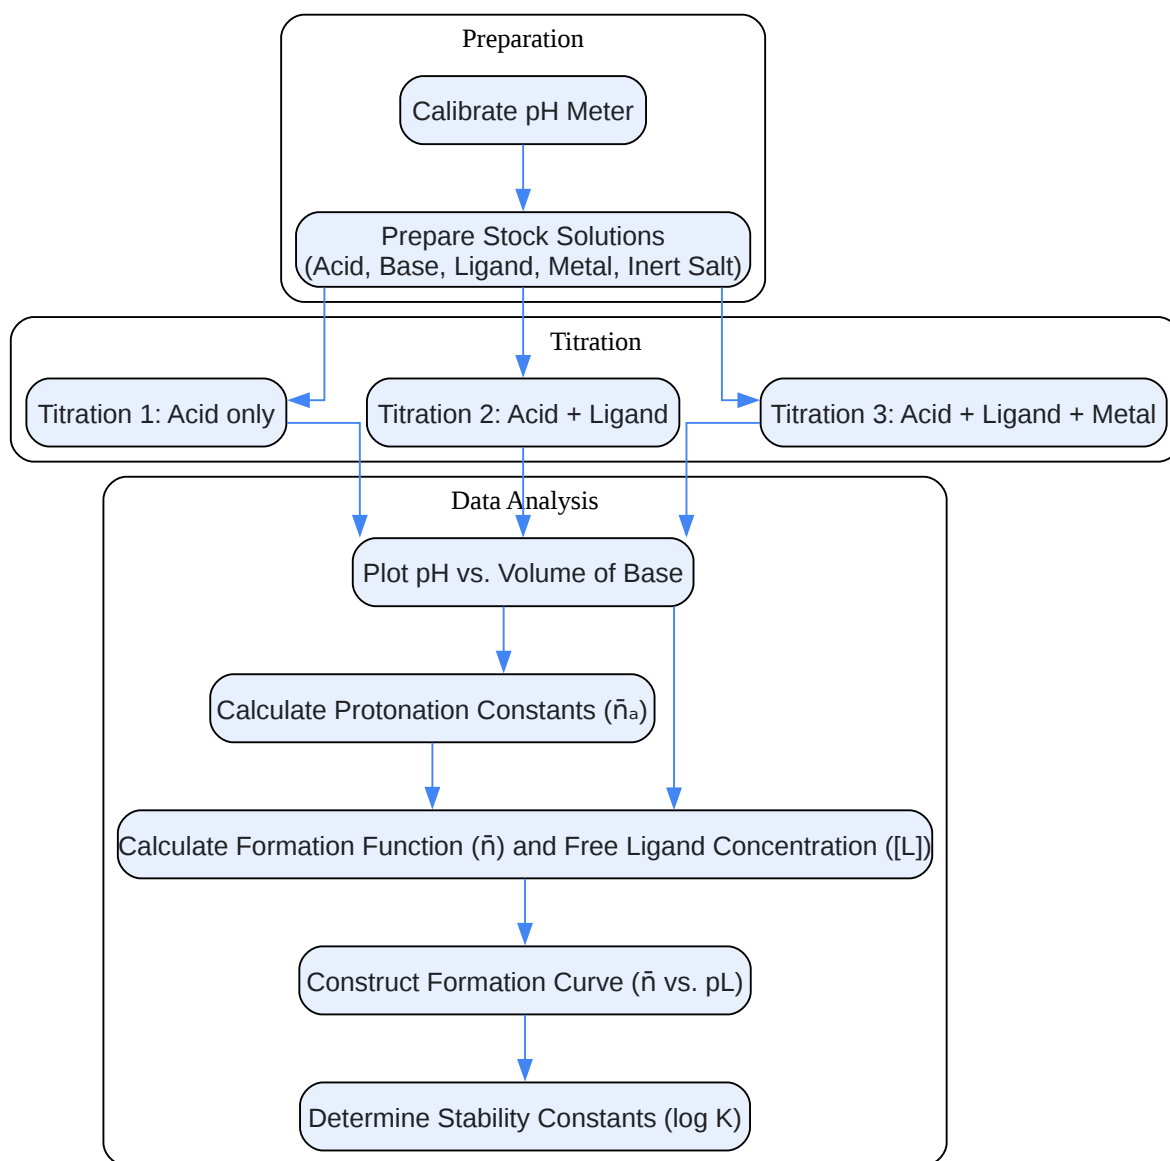 Preparation
Calibrate pH Meter
Prepare Stock Solutions
(Acid, Base, Ligand, Metal, Inert Salt)
Titration
Titration 1: Acid only
Titration 2: Acid + Ligand
Titration 3: Acid + Ligand + Metal
Data Analysis
Plot pH vs. Volume of Base
Calculate Protonation Constants (n̄ₐ)
Calculate Formation Function (n̄) and Free Ligand Concentration ([L])
Construct Formation Curve (n̄ vs. pL)
Determine Stability Constants (log K)